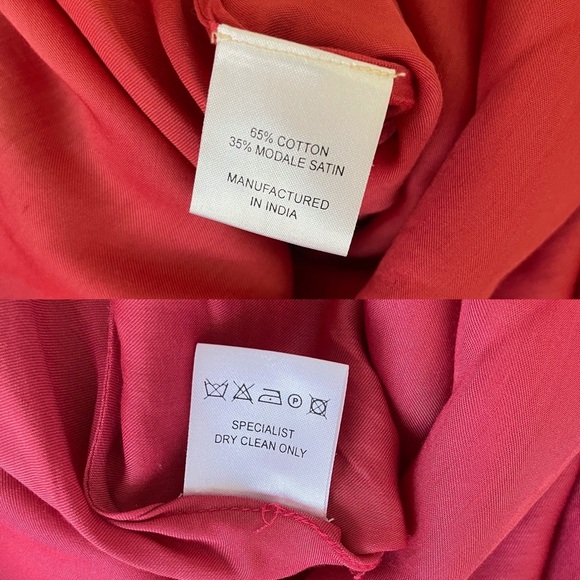 65% COTTON
35% MODALE SATIN
MANUFACTURED
IN INDIA
P
SPECIALIST
DRY CLEAN ONLY